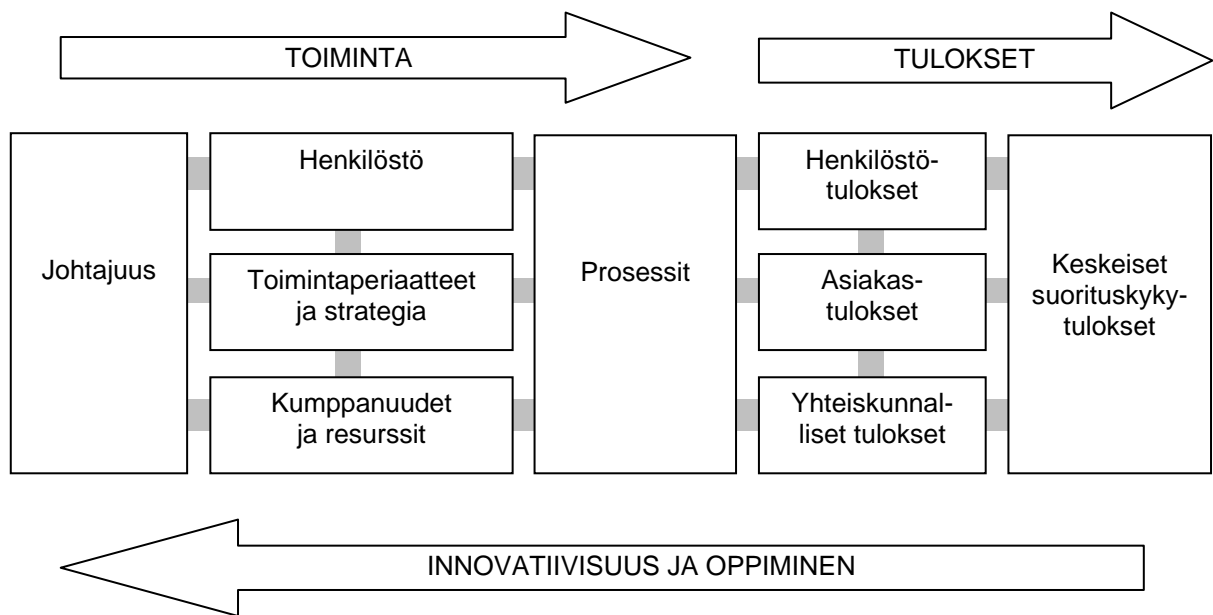 TOIMINTA
TULOKSET
Johtajuus
Henkilöstö
Toimintaperiaatteet
ja strategia
Kumppanuudet
ja resurssit
Prosessit
Henkilöstö-
tulokset
Asiakas-
tulokset
Yhteiskunnal-
liset tulokset
Keskeiset
suorituskyky-
tulokset
INNOVATIIVISUUS JA OPPIMINEN